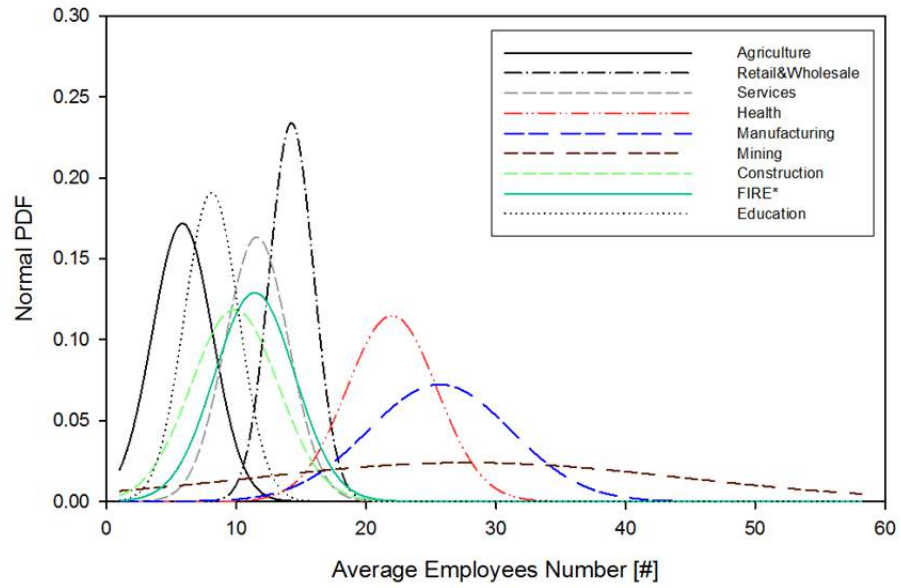 0.30
0.25
0.20
0.15
0.10
0.05
0.00
Normal PDF
Agriculture
Retail&Wholesale
Services
Health
Manufacturing
Mining
Construction
FIRE*
Education
0 10 20 30 40 50 60
Average Employees Number [#]